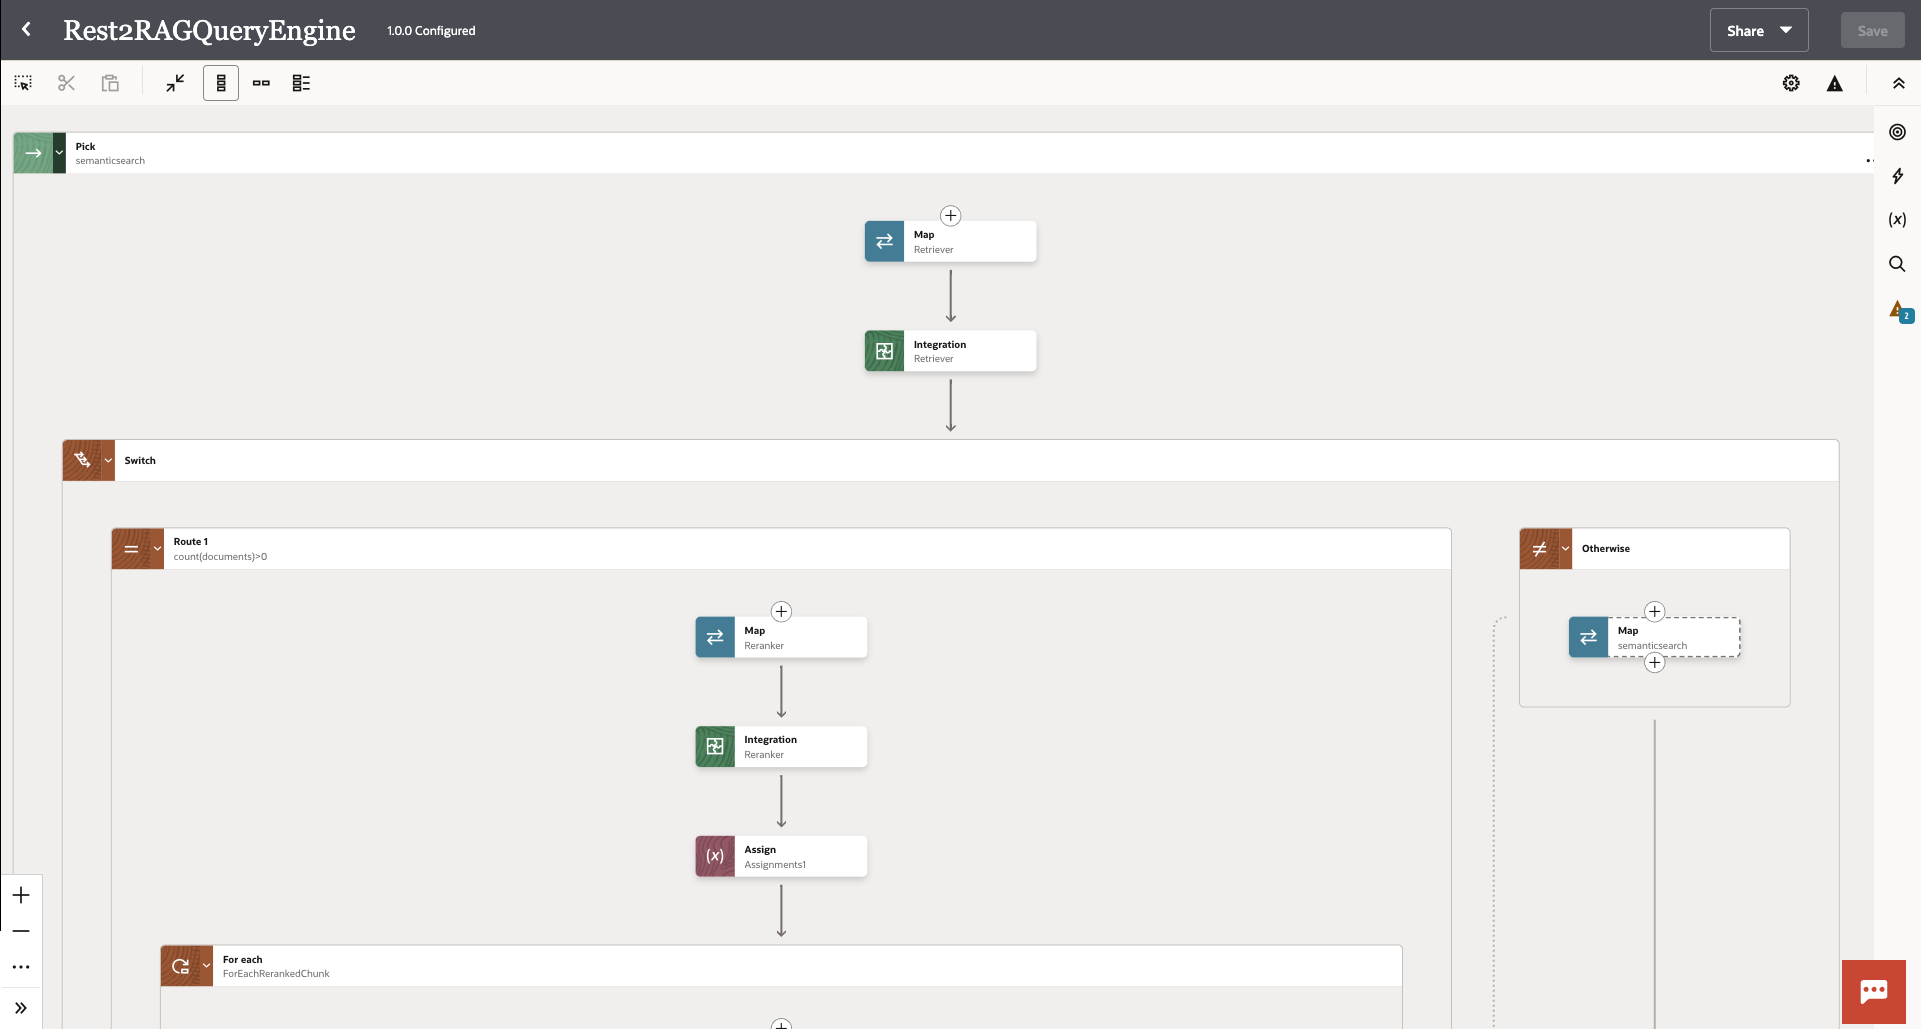 Rest2RAGQueryEngine
1.0.0 Configured
Share
Save
Pick
semanticsearch
Map
Retriever
Integration
Retriever
Switch
Route 1
count(documents)>0
Otherwise
Map
Reranker
Map
semanticsearch
Integration
Reranker
(x)
Assign
Assignments1
For each
ForEachRerankedChunk
(x)
2